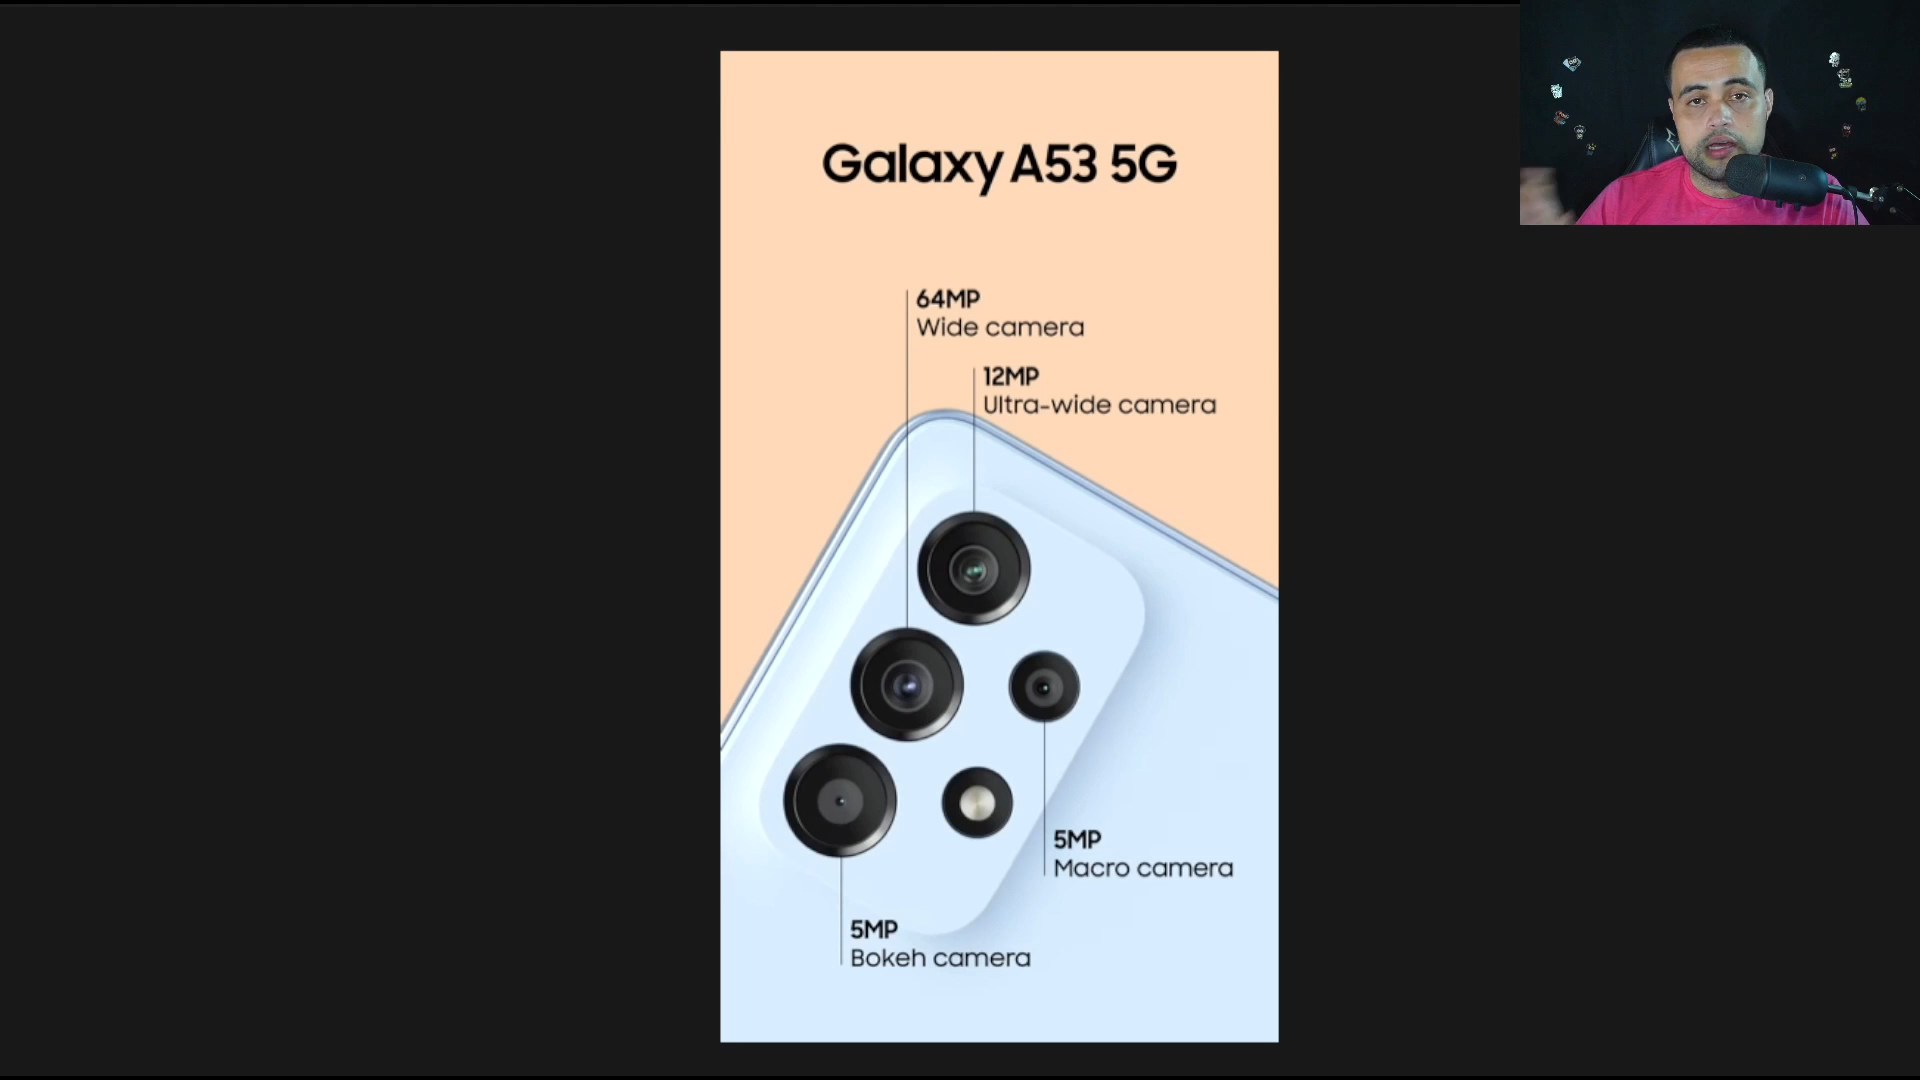 Galaxy A53 5G
64MP
Wide camera
12MP
Ultra-wide camera
5MP
Macro camera
5MP
Bokeh camera